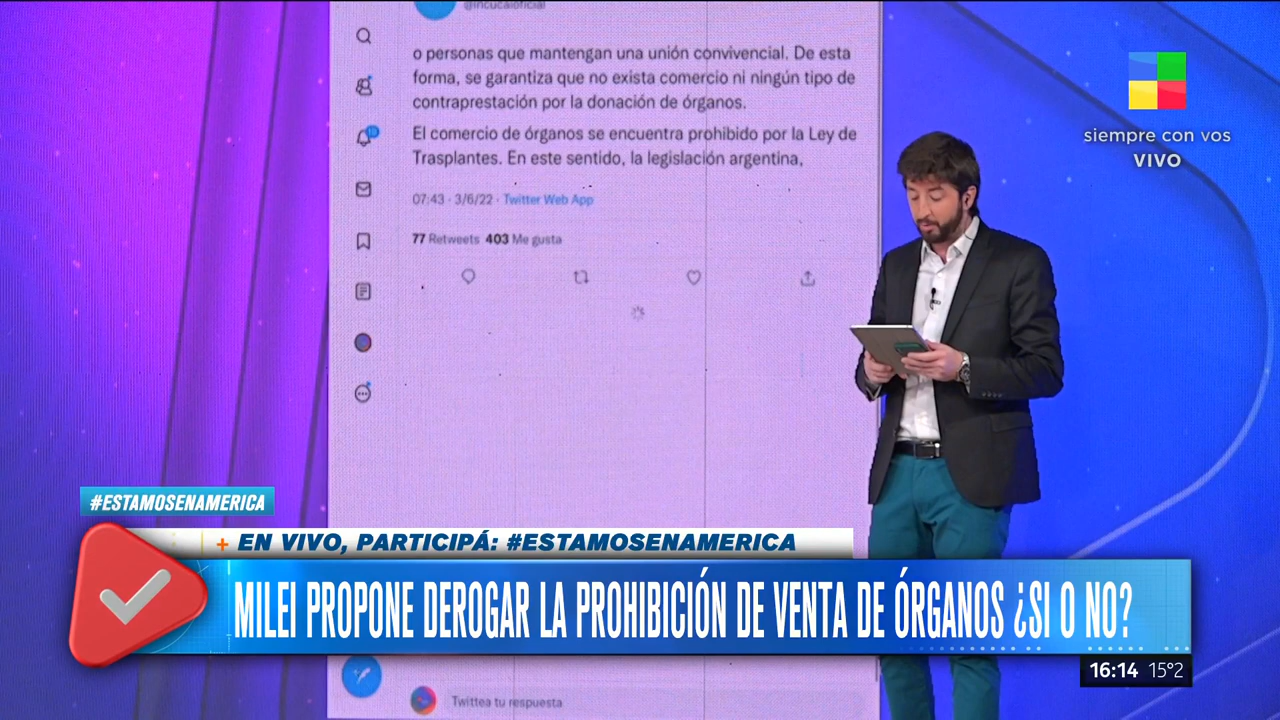 @incucaioficial
o personas que mantengan una unión convivencial. De esta
forma, se garantiza que no exista comercio ni ningún tipo de
contraprestación por la donación de órganos.
El comercio de órganos se encuentra prohibido por la Ley de
Trasplantes. En este sentido, la legislación argentina,
07:43 · 3/6/22 · Twitter Web App
77 Retweets 403 Me gusta
siempre con vos
VIVO
#ESTAMOSENAMERICA
+ EN VIVO, PARTICIPÁ: #ESTAMOSENAMERICA
MILEI PROPONE DEROGAR LA PROHIBICIÓN DE VENTA DE ÓRGANOS ¿SI O NO?
16:14 15°2
Twittea tu respuesta